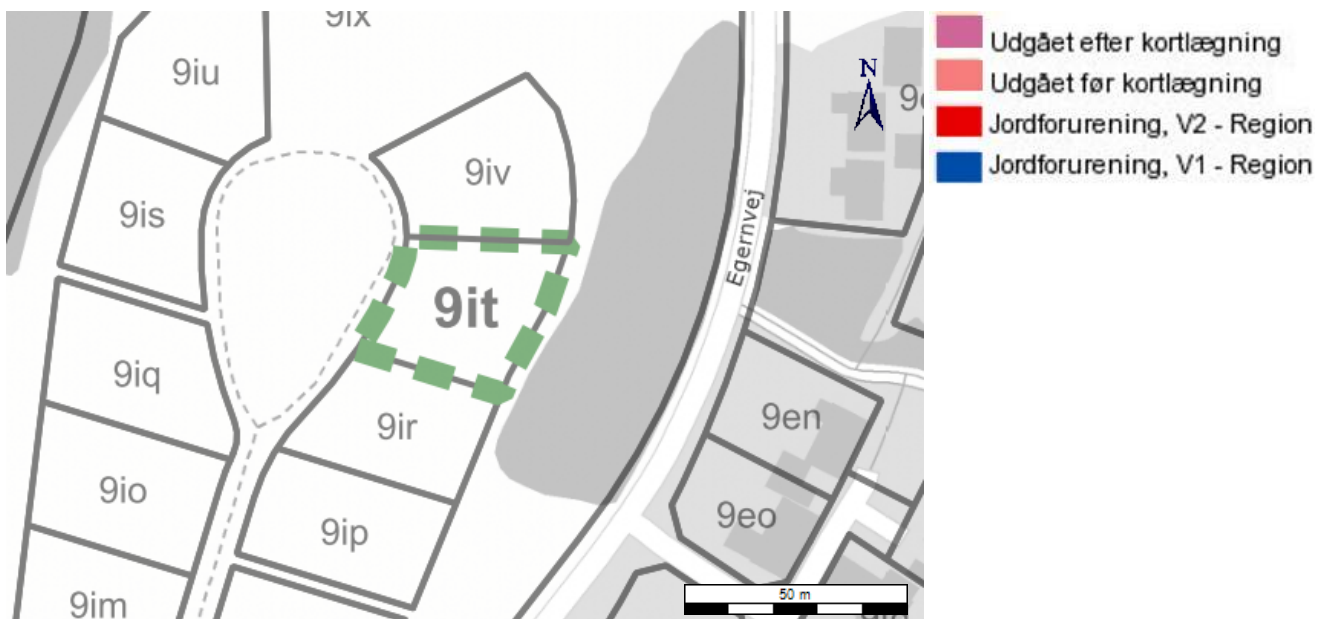 9ix
9iu
9iv
9is
9it
9iq
9ir
9io
9ip
9im
Egernvej
N
9en
9eo
50 m
Udgået efter kortlægning
Udgået før kortlægning
Jordforurening, V2 - Region
Jordforurening, V1 - Region